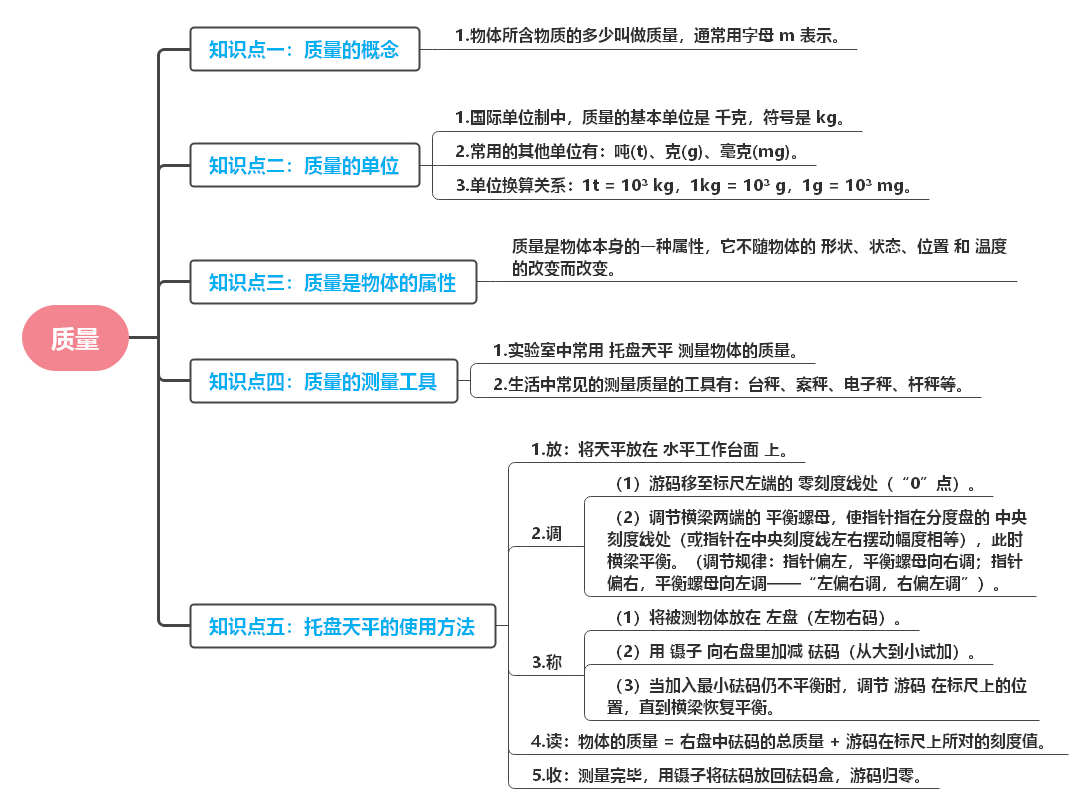 质量
知识点一：质量的概念
1.物体所含物质的多少叫做质量，通常用字母 m 表示。
知识点二：质量的单位
1.国际单位制中，质量的基本单位是 千克，符号是 kg。
2.常用的其他单位有：吨(t)、克(g)、毫克(mg)。
3.单位换算关系：1t = 10³ kg，1kg = 10³ g，1g = 10³ mg。
知识点三：质量是物体的属性
质量是物体本身的一种属性，它不随物体的 形状、状态、位置 和 温度
的改变而改变。
知识点四：质量的测量工具
1.实验室中常用 托盘天平 测量物体的质量。
2.生活中常见的测量质量的工具有：台秤、案秤、电子秤、杆秤等。
知识点五：托盘天平的使用方法
1.放：将天平放在 水平工作台面 上。
2.调
（1）游码移至标尺左端的 零刻度线处（“0”点）。
（2）调节横梁两端的 平衡螺母，使指针指在分度盘的 中央
刻度线处（或指针在中央刻度线左右摆动幅度相等），此时
横梁平衡。（调节规律：指针偏左，平衡螺母向右调；指针
偏右，平衡螺母向左调——“左偏右调，右偏左调”）。
3.称
（1）将被测物体放在 左盘（左物右码）。
（2）用 镊子 向右盘里加减 砝码（从大到小试加）。
（3）当加入最小砝码仍不平衡时，调节 游码 在标尺上的位
置，直到横梁恢复平衡。
4.读：物体的质量 = 右盘中砝码的总质量 + 游码在标尺上所对的刻度值。
5.收：测量完毕，用镊子将砝码放回砝码盒，游码归零。